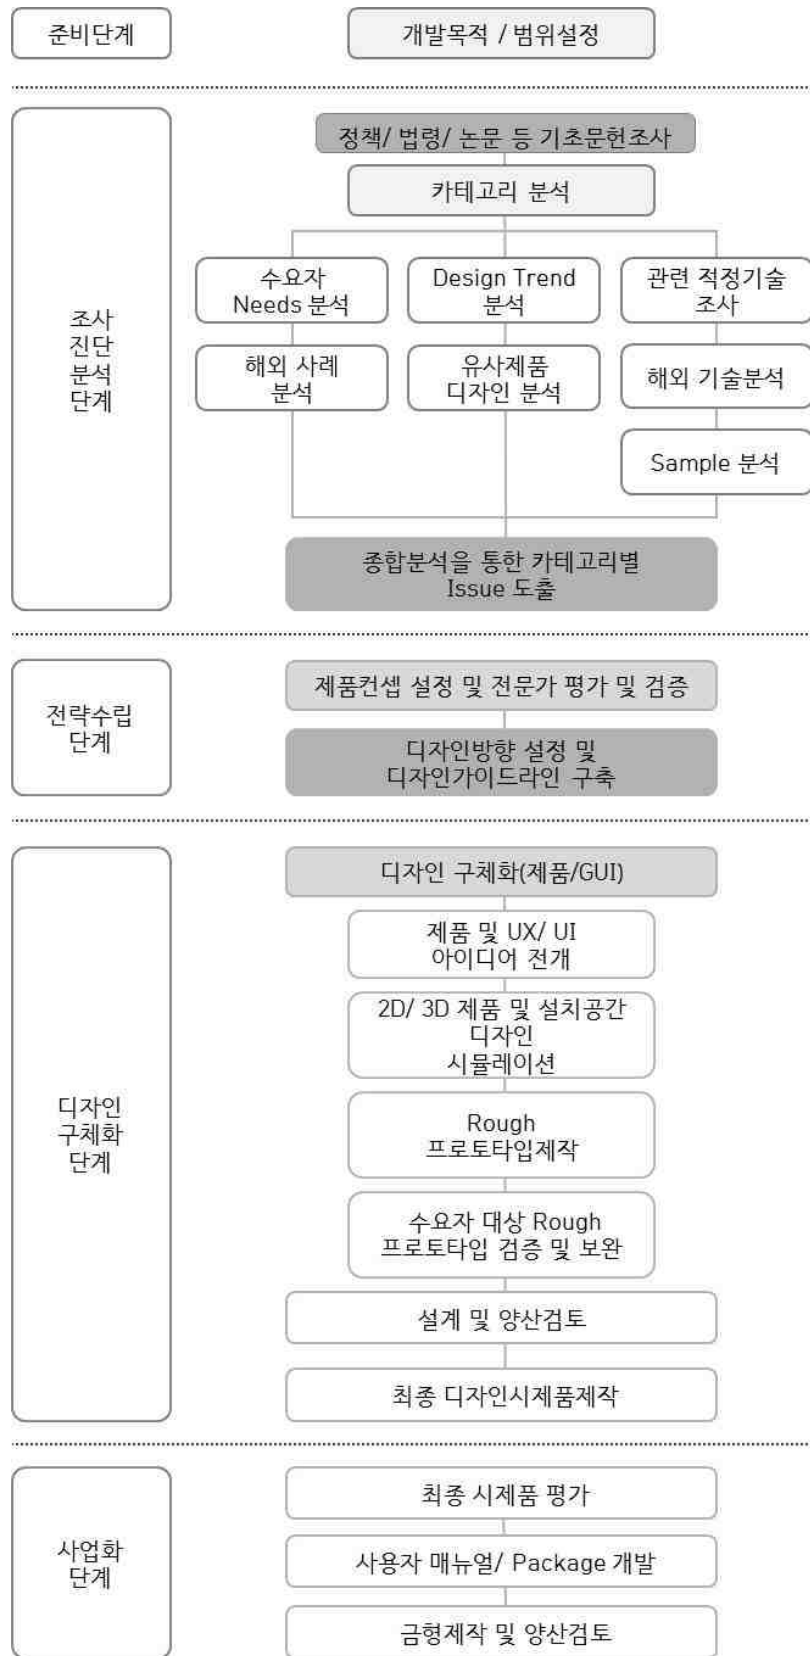 준비단계
개발목적 / 범위설정
조사
진단
분석
단계
정책/ 법령/ 논문 등 기초문헌조사
카테고리 분석
수요자
Needs 분석
Design Trend
분석
관련 적정기술
조사
해외 사례
분석
유사제품
디자인 분석
해외 기술분석
Sample 분석
종합분석을 통한 카테고리별
Issue 도출
전략수립
단계
제품컨셉 설정 및 전문가 평가 및 검증
디자인방향 설정 및
디자인가이드라인 구축
디자인
구체화
단계
디자인 구체화(제품/GUI)
제품 및 UX/ UI
아이디어 전개
2D/ 3D 제품 및 설치공간
디자인
시뮬레이션
Rough
프로토타입제작
수요자 대상 Rough
프로토타입 검증 및 보완
설계 및 양산검토
최종 디자인시제품제작
사업화
단계
최종 시제품 평가
사용자 매뉴얼/ Package 개발
금형제작 및 양산검토